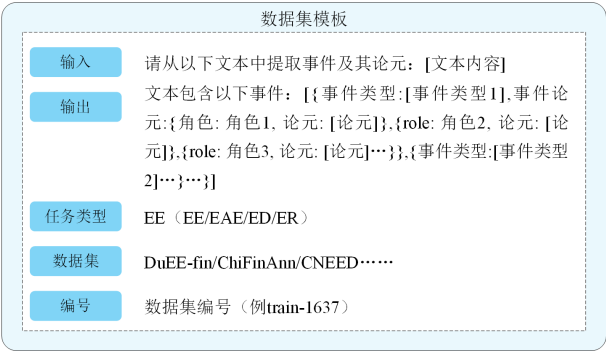 数据集模板
输入
请从以下文本中提取事件及其论元：[文本内容]
输出
文本包含以下事件：[{事件类型:[事件类型1],事件论
元:{角色: 角色1, 论元: [论元]},{role: 角色2, 论元: [论
元]},{role: 角色3, 论元: [论元]…}},{事件类型:[事件类型
2]…}…}]
任务类型
EE（EE/EAE/ED/ER）
数据集
DuEE-fin/ChiFinAnn/CNEED……
编号
数据集编号（例train-1637）